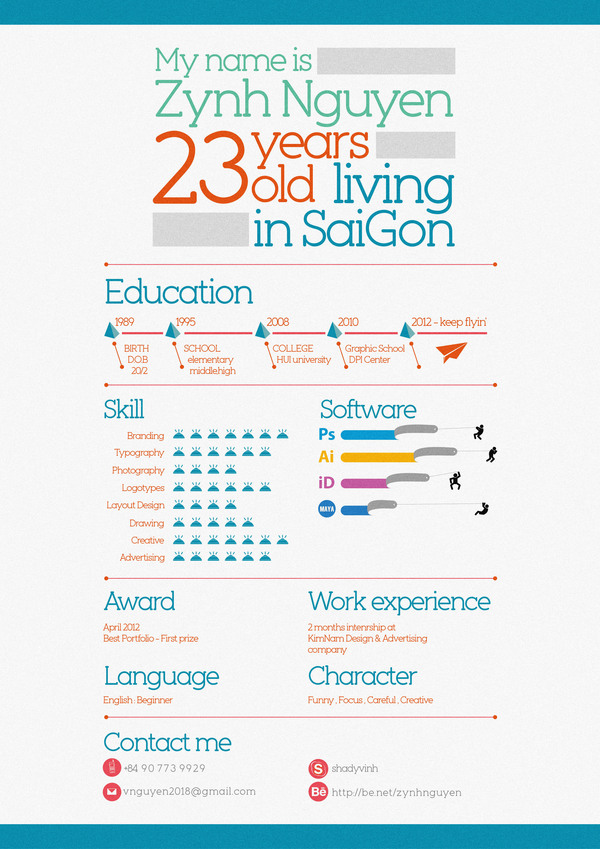 My name is
Zynh Nguyen
23 years
old living
in SaiGon
Education
1989 1995 2008 2010 2012 - keep flyin'
BIRTH SCHOOL COLLEGE Graphic School
D.O.B elementary HUI university DPI Center
20/2 middlehigh
Skill
Branding
Typography
Photography
Logotypes
Layout Design
Drawing
Creative
Advertising
Software
Ps
Ai
iD
MAYA
Award
April 2012
Best Portfolio - First prize
Work experience
2 months intenrship at
KimNam Design & Advertising
company
Language
English : Beginner
Character
Funny , Focus , Careful , Creative
Contact me
+84 90 773 9929
S shadyvinh
vnguyen2018@gmail.com
Bē http://be.net/zynhnguyen